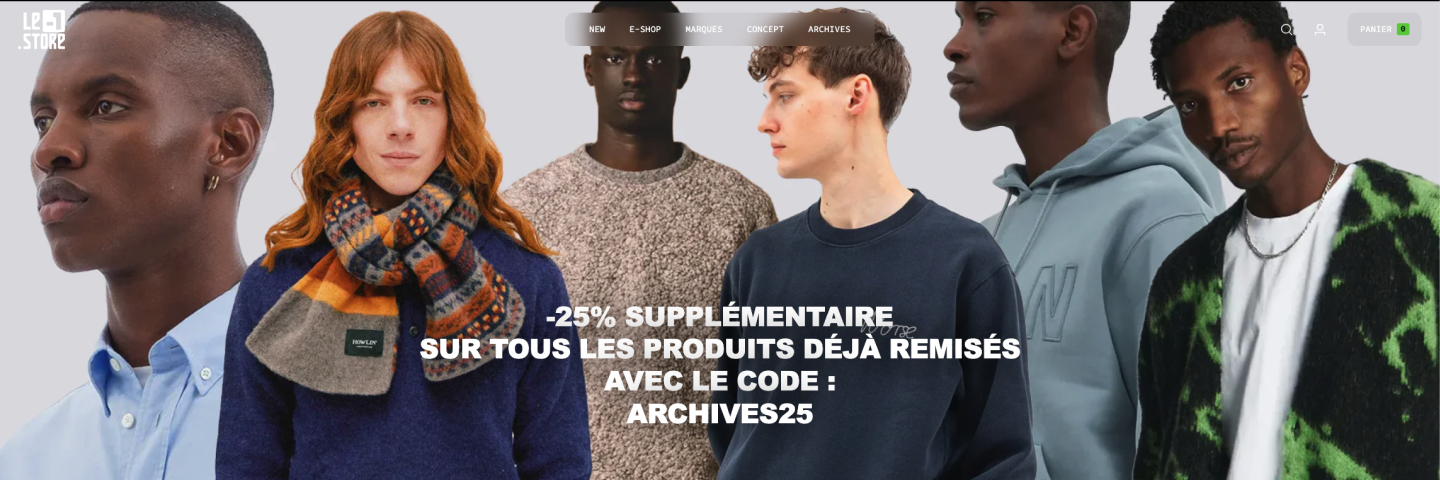 Le -J
.STORE
NEW E-SHOP MARQUES CONCEPT ARCHIVES
PANIER 0
-25% SUPPLÉMENTAIRE
SUR TOUS LES PRODUITS DÉJÀ REMISÉS
AVEC LE CODE :
ARCHIVES25
HOWLIN'
N